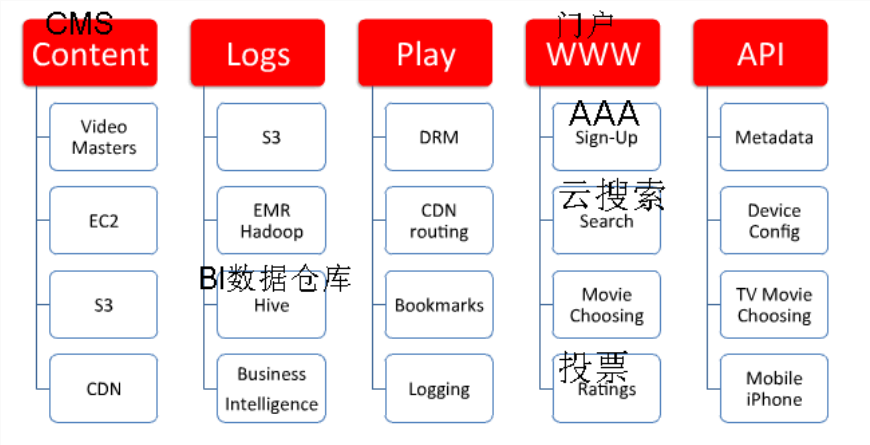 CMS
Content
Video
Masters
EC2
S3
CDN
Logs
S3
EMR
Hadoop
BI数据仓库
Hive
Business
Intelligence
Play
DRM
CDN
routing
Bookmarks
Logging
门户
WWW
AAA
Sign-Up
云搜索
Search
Movie
Choosing
投票
Ratings
API
Metadata
Device
Config
TV Movie
Choosing
Mobile
iPhone